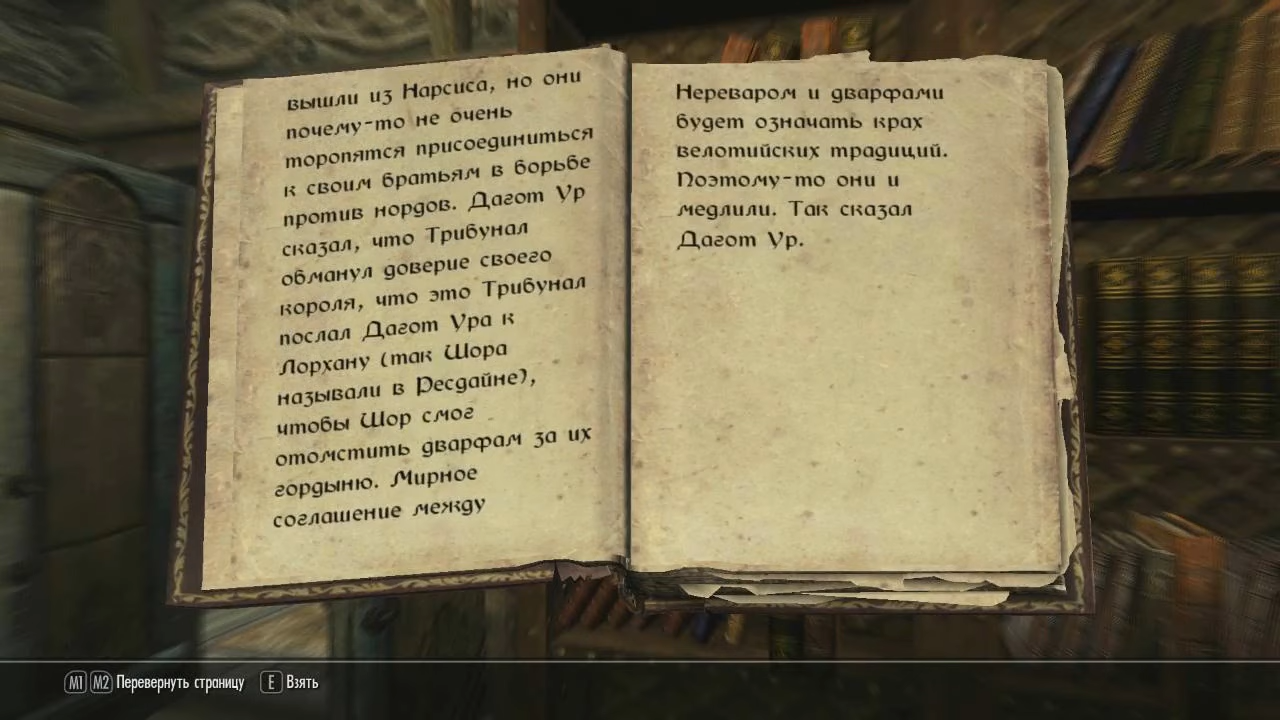 вышли из Нарсиса, но они
почему-то не очень
торопятся присоединиться
к своим братьям в борьбе
против нордов. Дагот Ур
сказал, что Трибунал
обманул доверие своего
короля, что это Трибунал
послал Дагот Ура к
Лорхану (так Шора
называли в Ресдайне),
чтобы Шор смог
отомстить дварфам за их
гордыню. Мирное
соглашение между
Нереваром и дварфами
будет означать крах
велотийских традиций.
Поэтому-то они и
медлили. Так сказал
Дагот Ур.
M1 M2 Перевернуть страницу E Взять